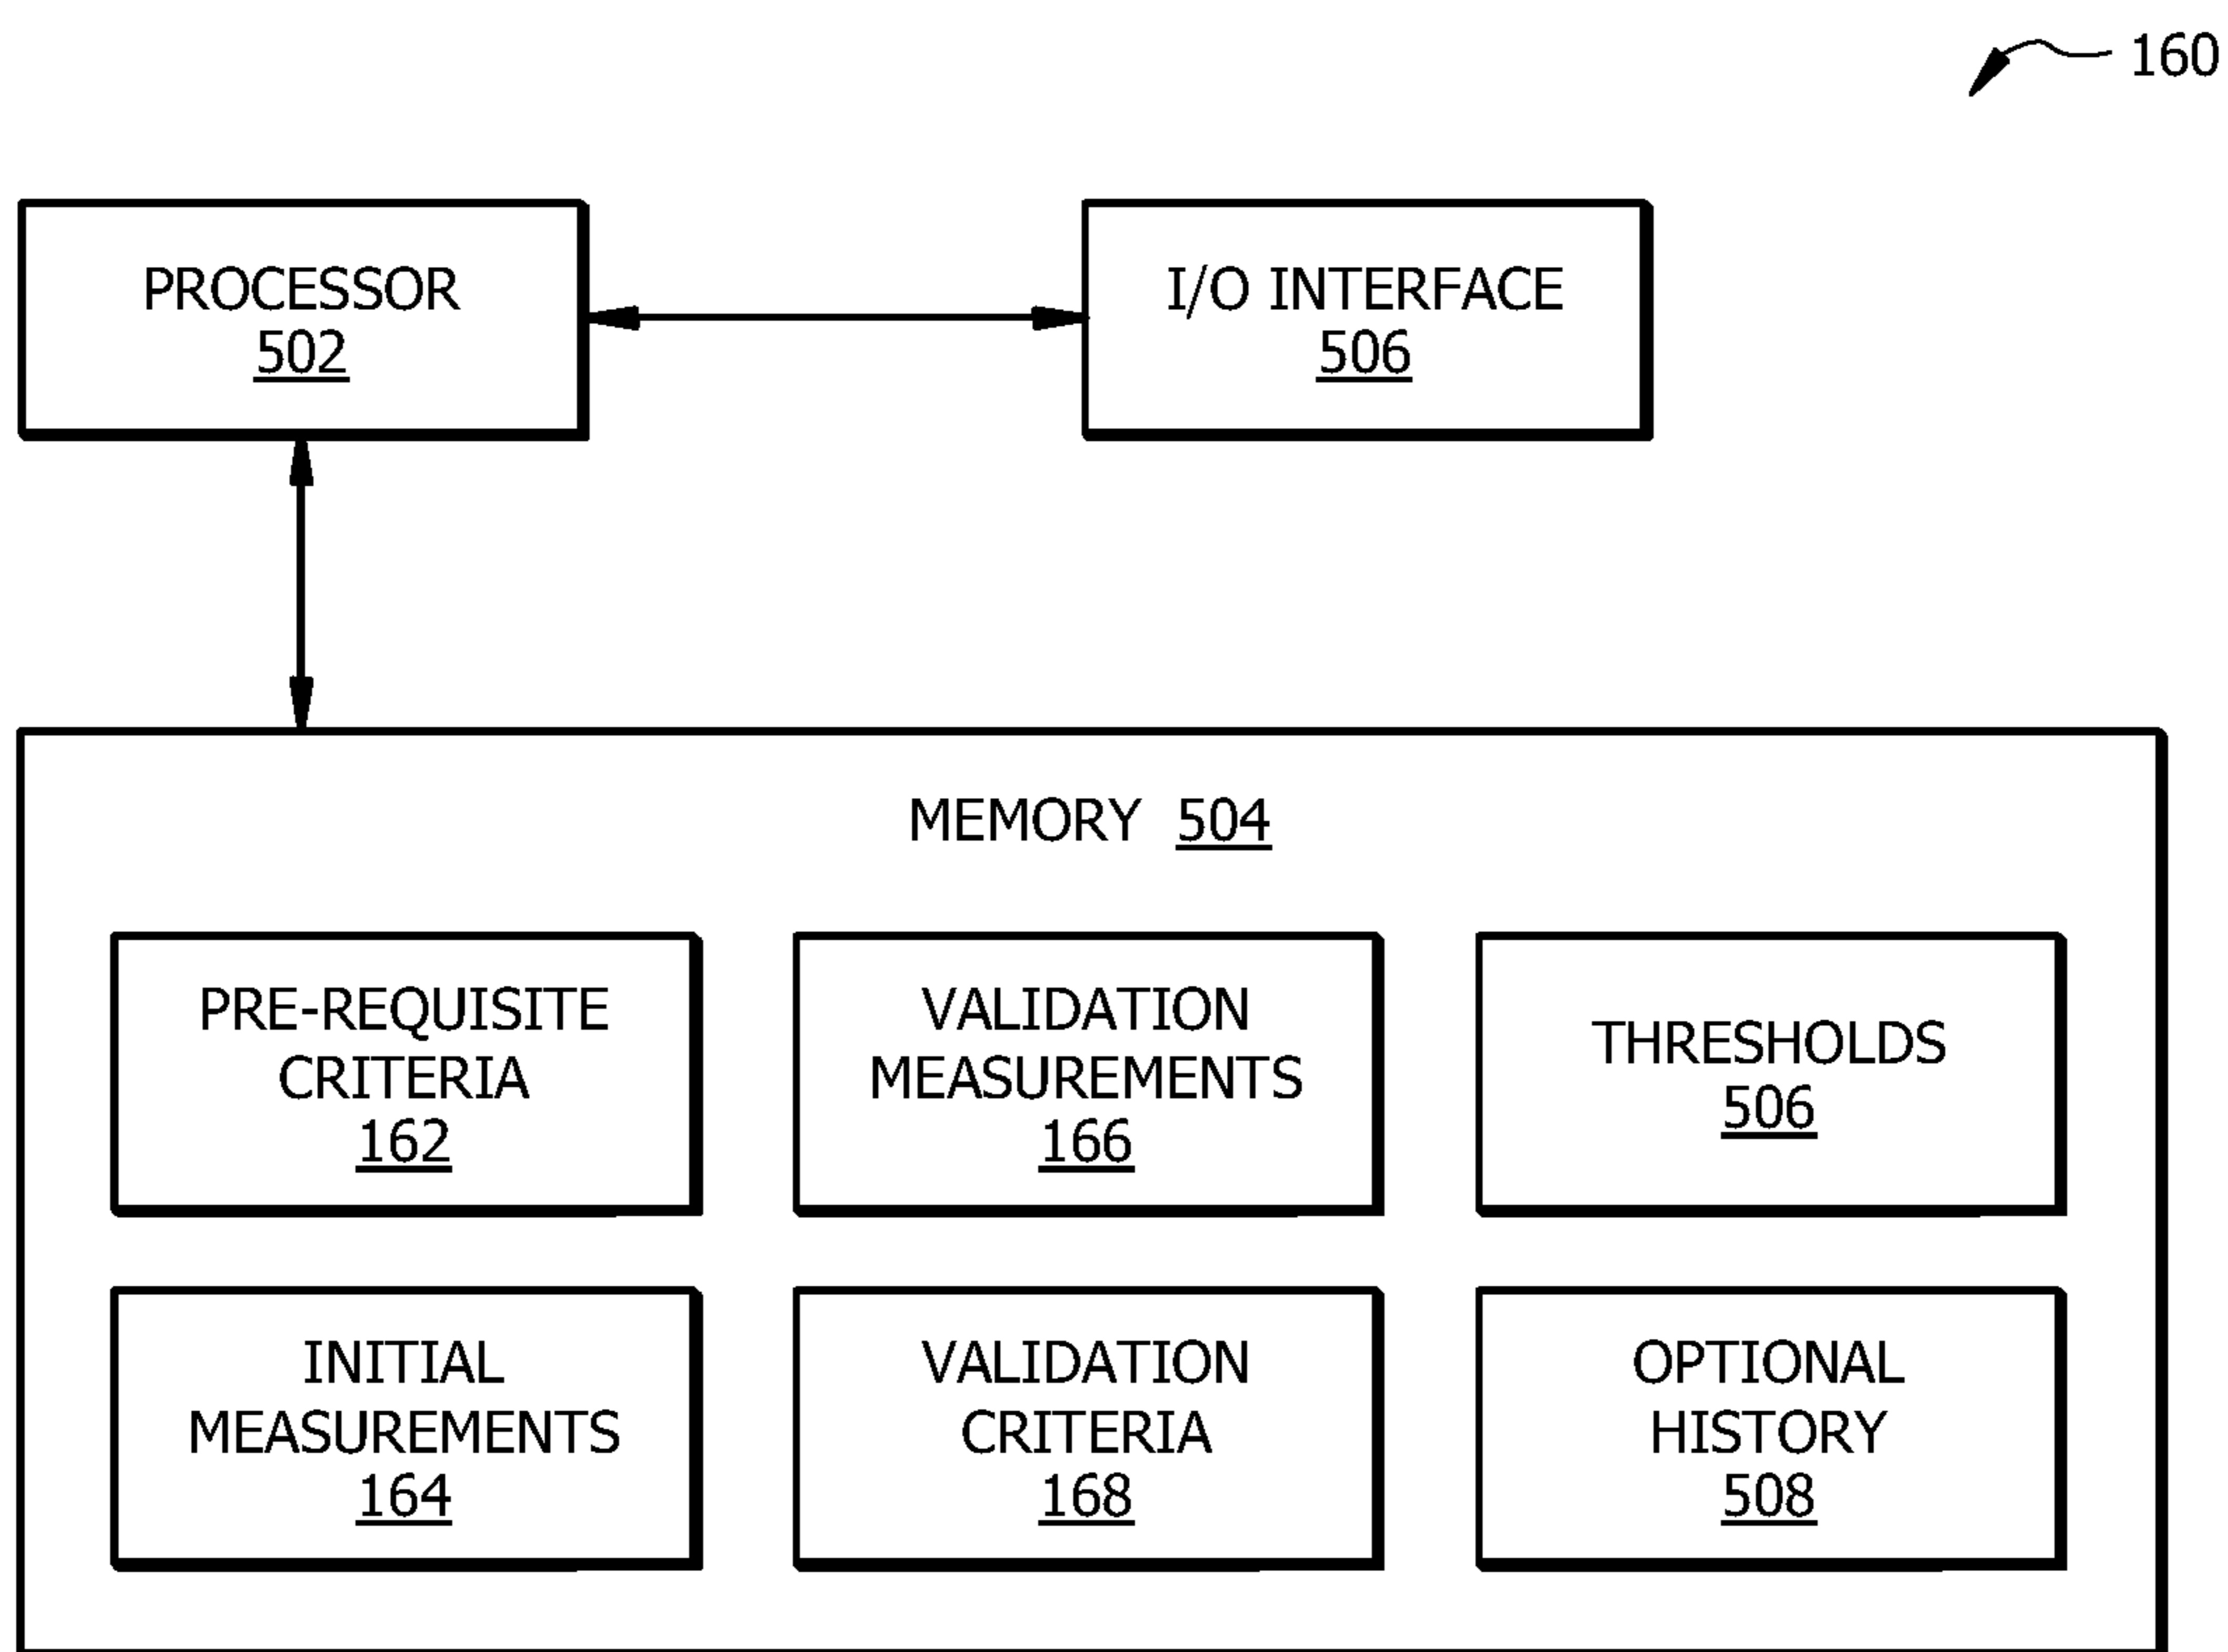 160
PROCESSOR
502
I/O INTERFACE
506
MEMORY 504
PRE-REQUISITE
CRITERIA
162
VALIDATION
MEASUREMENTS
166
THRESHOLDS
506
INITIAL
MEASUREMENTS
164
VALIDATION
CRITERIA
168
OPTIONAL
HISTORY
508